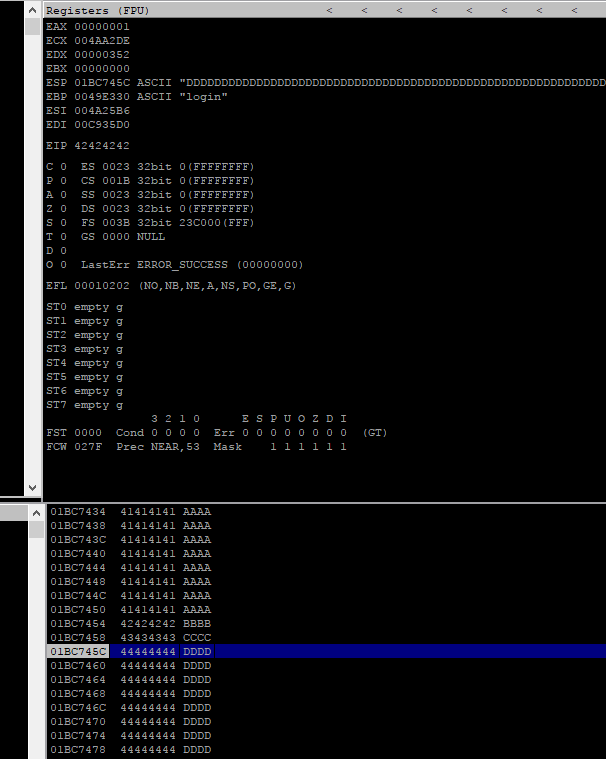 Registers (FPU) < < < < < < < <
EAX 00000001
ECX 004AA2DE
EDX 00000352
EBX 00000000
ESP 01BC745C ASCII "DDDDDDDDDDDDDDDDDDDDDDDDDDDDDDDDDDDDDDDDDDDDDDDDDDDDDDDDDDDD
EBP 0049E330 ASCII "login"
ESI 004A25B6
EDI 00C935D0
EIP 42424242
C 0 ES 0023 32bit 0(FFFFFFFF)
P 0 CS 001B 32bit 0(FFFFFFFF)
A 0 SS 0023 32bit 0(FFFFFFFF)
Z 0 DS 0023 32bit 0(FFFFFFFF)
S 0 FS 003B 32bit 23C000(FFF)
T 0 GS 0000 NULL
D 0
O 0 LastErr ERROR_SUCCESS (00000000)
EFL 00010202 (NO,NB,NE,A,NS,PO,GE,G)
ST0 empty g
ST1 empty g
ST2 empty g
ST3 empty g
ST4 empty g
ST5 empty g
ST6 empty g
ST7 empty g
3 2 1 0 E S P U O Z D I
FST 0000 Cond 0 0 0 0 Err 0 0 0 0 0 0 0 0 (GT)
FCW 027F Prec NEAR,53 Mask 1 1 1 1 1 1
01BC7434 41414141 AAAA
01BC7438 41414141 AAAA
01BC743C 41414141 AAAA
01BC7440 41414141 AAAA
01BC7444 41414141 AAAA
01BC7448 41414141 AAAA
01BC744C 41414141 AAAA
01BC7450 41414141 AAAA
01BC7454 42424242 BBBB
01BC7458 43434343 CCCC
01BC745C 44444444 DDDD
01BC7460 44444444 DDDD
01BC7464 44444444 DDDD
01BC7468 44444444 DDDD
01BC746C 44444444 DDDD
01BC7470 44444444 DDDD
01BC7474 44444444 DDDD
01BC7478 44444444 DDDD